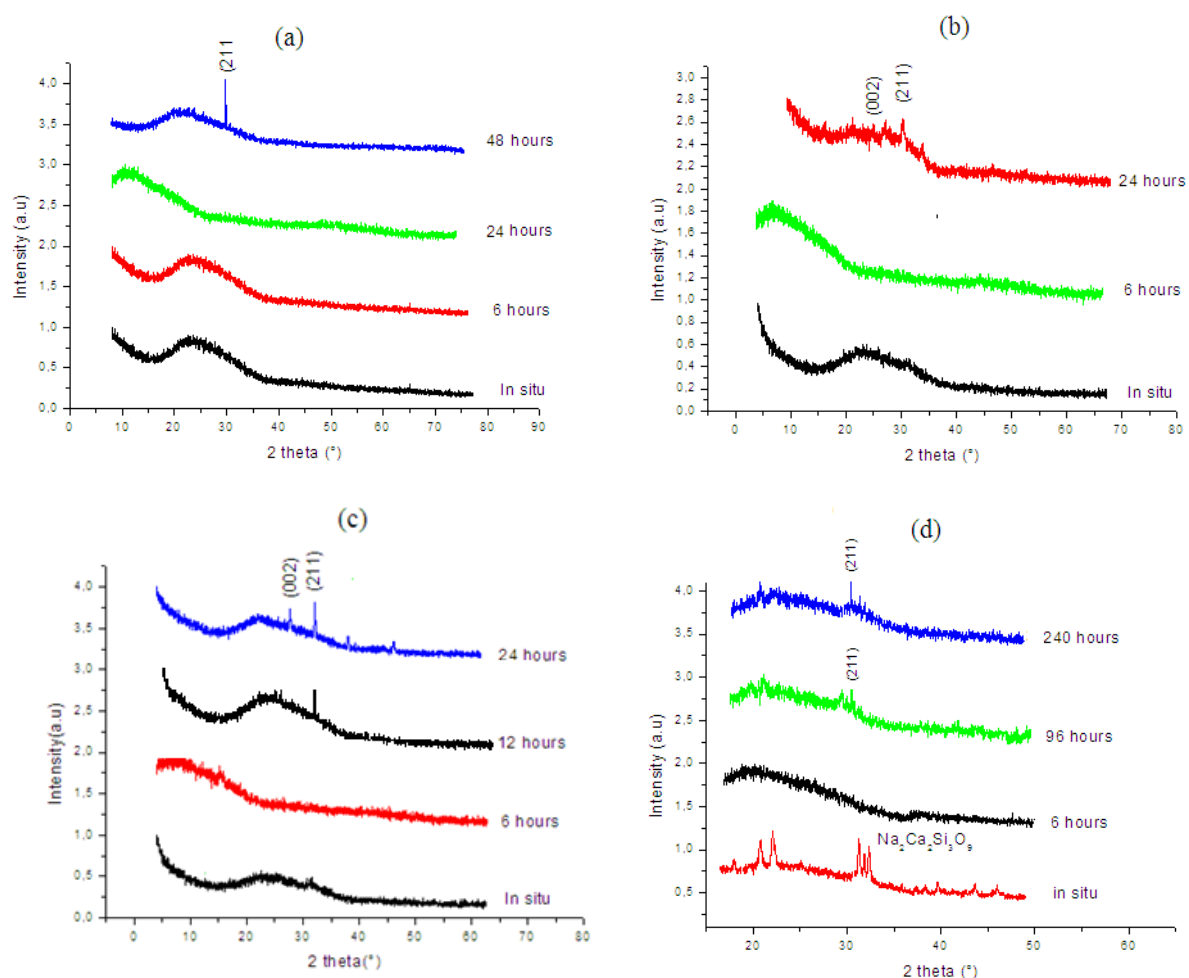 (a)
(211
4,0
3,5
3,0
2,5
2,0
1,5
1,0
0,5
0,0
Intensity (a.u)
48 hours
24 hours
6 hours
In situ
0 10 20 30 40 50 60 70 80 90
2 theta (°)
(b)
(002) (211)
3,0
2,8
2,6
2,4
2,2
2,0
1,8
1,6
1,4
1,2
1,0
0,8
0,6
0,4
0,2
0,0
Intensity (a.u)
24 hours
6 hours
In situ
0 10 20 30 40 50 60 70 80
2 theta (°)
(c)
(002) (211)
4,0
3,5
3,0
2,5
2,0
1,5
1,0
0,5
0,0
Intensity(a.u)
24 hours
12 hours
6 hours
In situ
0 10 20 30 40 50 60 70 80
2 theta(°)
(d)
(211)
(211)
4,0
3,5
3,0
2,5
2,0
1,5
1,0
0,5
Intensity (a.u)
240 hours
96 hours
6 hours
Na₂Ca₂Si₃O₉
in situ
20 30 40 50 60
2 theta (°)